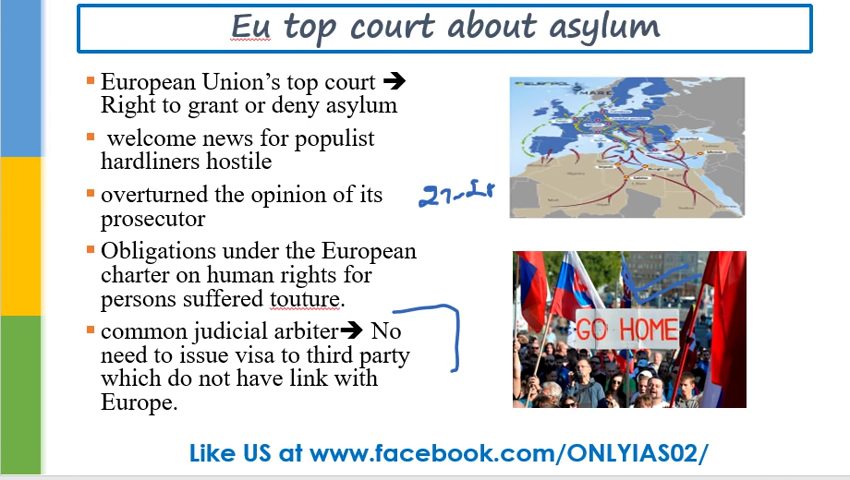 Eu top court about asylum
European Union's top court ➔
Right to grant or deny asylum
welcome news for populist
hardliners hostile
overturned the opinion of its
prosecutor
Obligations under the European
charter on human rights for
persons suffered touture.
common judicial arbiter➔ No
need to issue visa to third party
which do not have link with
Europe.
GO HOME
Like US at www.facebook.com/ONLYIAS02/